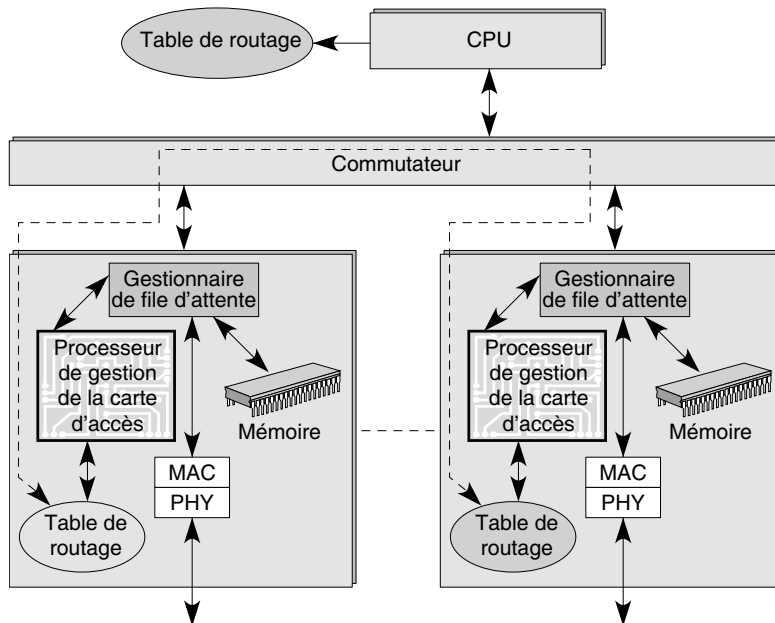 Table de routage
CPU
Commutateur
Gestionnaire
de file d'attente
Processeur
de gestion
de la carte
d'accès
Mémoire
MAC
PHY
Table de
routage
Gestionnaire
de file d'attente
Processeur
de gestion
de la carte
d'accès
Mémoire
MAC
PHY
Table de
routage